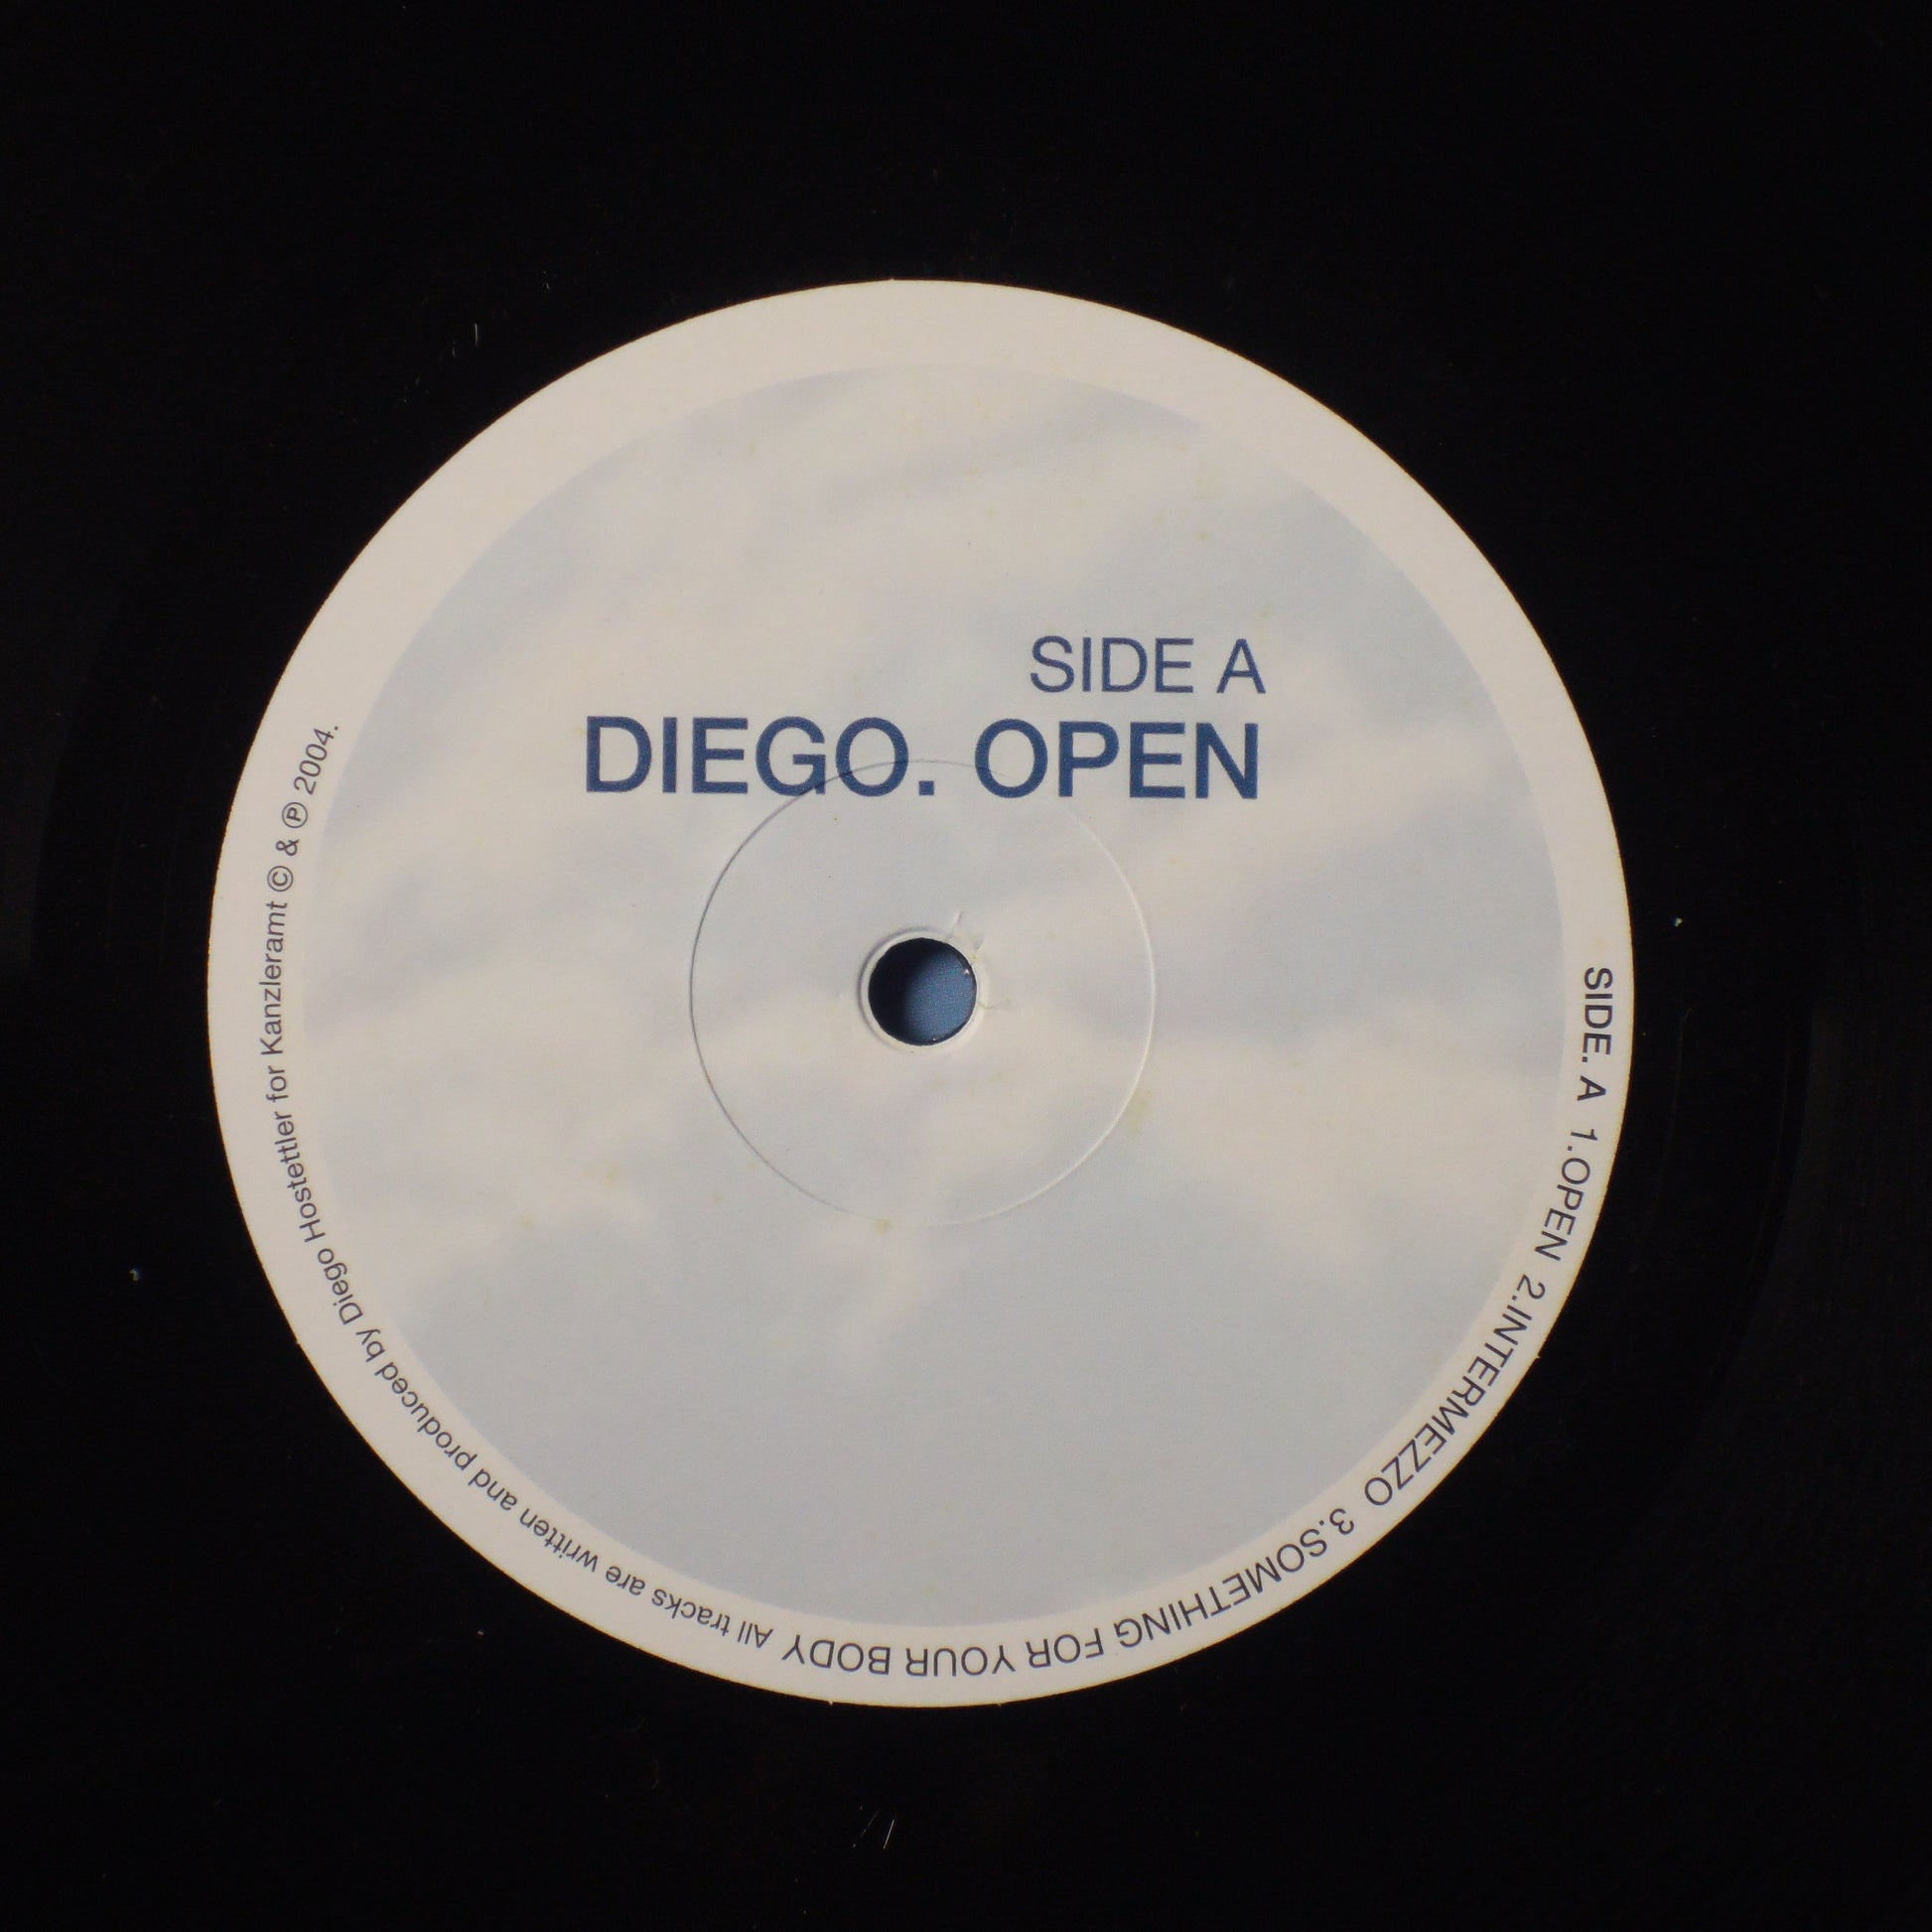 SIDE A
DIEGO. OPEN
SIDE. A 1.OPEN 2.INTERMEZZO 3.SOMETHING FOR YOUR BODY All tracks are written and produced by Diego Hostettler for Kanzleramt © & ℗ 2004.